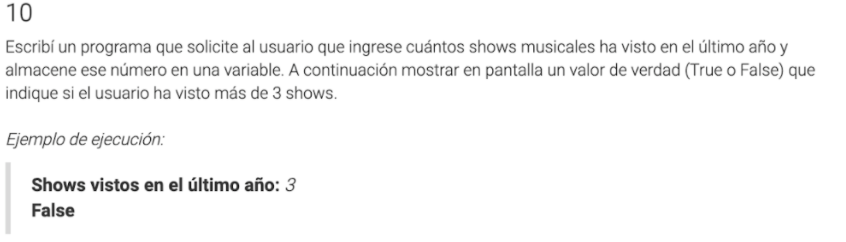 10
Escribí un programa que solicite al usuario que ingrese cuántos shows musicales ha visto en el último año y
almacene ese número en una variable. A continuación mostrar en pantalla un valor de verdad (True o False) que
indique si el usuario ha visto más de 3 shows.
Ejemplo de ejecución:
Shows vistos en el último año: 3
False